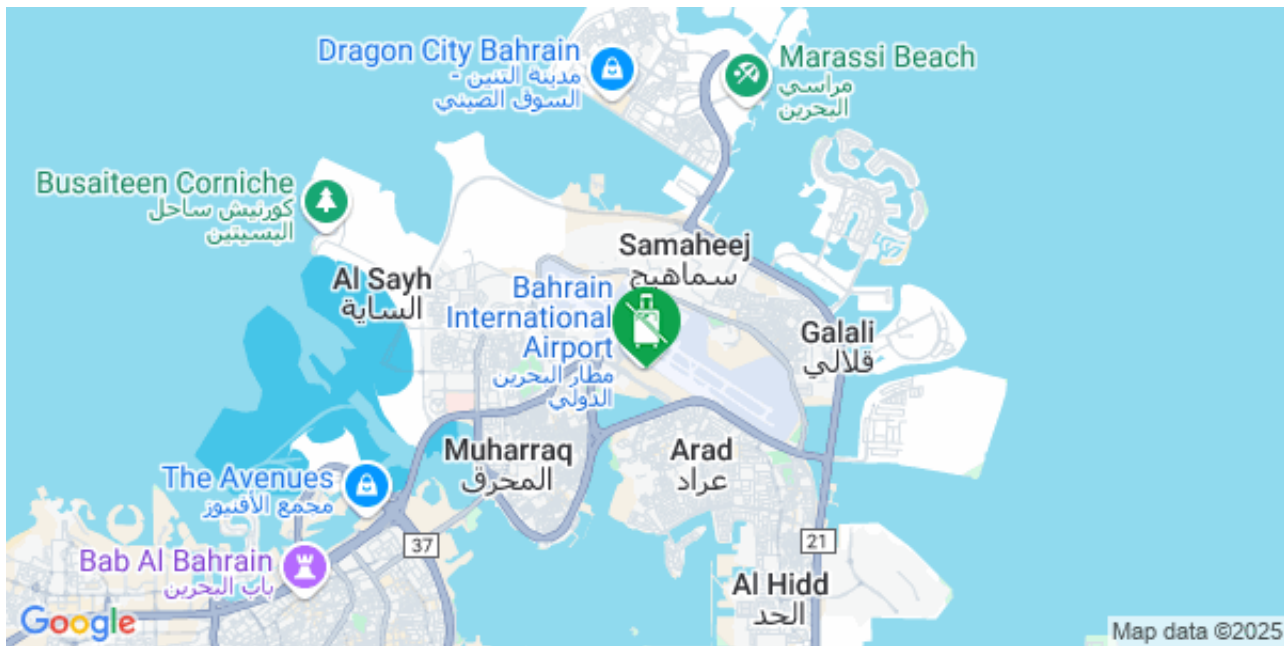 Dragon City Bahrain
مدينة التنين -
السوق الصيني
Marassi Beach
مراسي
البحرين
Busaiteen Corniche
كورنيش ساحل
البسيتين
Samaheej
سماهيج
Al Sayh
الساية
Bahrain
International
Airport
مطار البحرين
الدولي
Galali
قلالي
Muharraq
المحرق
Arad
عراد
The Avenues
مجمع الأفنيوز
37
21
Bab Al Bahrain
باب البحرين
Al Hidd
الحد
Google
Map data ©2025